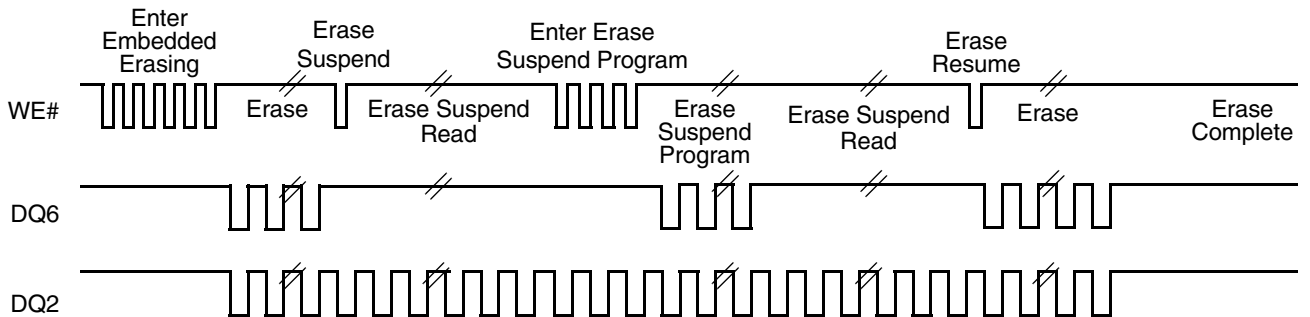 Enter
Embedded
Erasing
Erase
Suspend
Enter Erase
Suspend Program
Erase
Resume
WE#
Erase
Erase Suspend
Read
Erase
Suspend
Program
Erase Suspend
Read
Erase
Erase
Complete
DQ6
DQ2